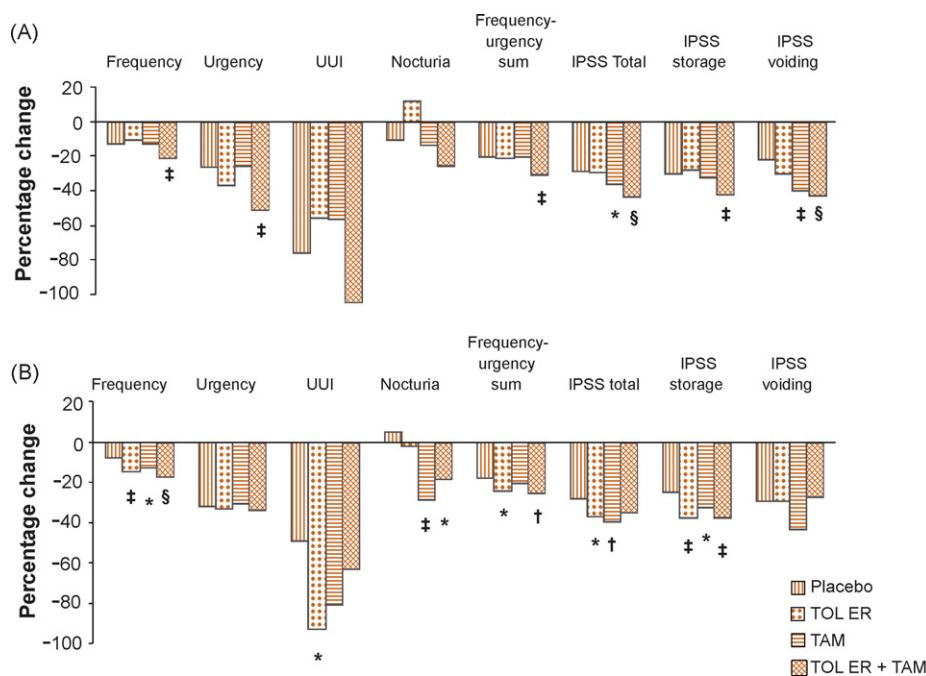 (A)
Frequency
Urgency
UUI
Nocturia
Frequency-
urgency
sum
IPSS Total
IPSS
storage
IPSS
voiding
Percentage change
20
0
−20
−40
−60
−80
−100
‡
‡
‡
*
§
‡
‡
§
(B)
Frequency
Urgency
UUI
Nocturia
Frequency-
urgency
sum
IPSS total
IPSS
storage
IPSS
voiding
Percentage change
20
0
−20
−40
−60
−80
−100
‡
*
§
*
‡
*
*
†
*
†
‡
*
‡
Placebo
TOL ER
TAM
TOL ER + TAM